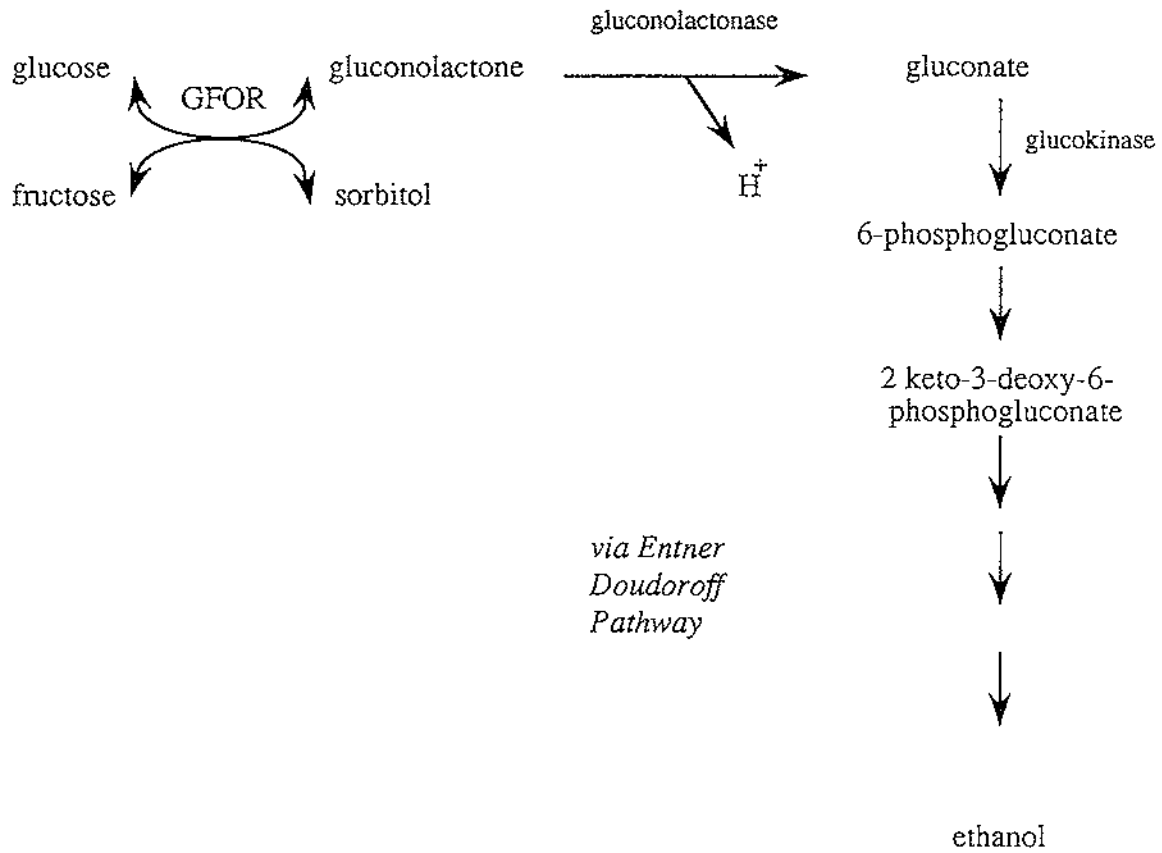 gluconolactonase
glucose
gluconolactone
gluconate
GFOR
glucokinase
fructose
sorbitol
H+
6-phosphogluconate
2 keto-3-deoxy-6-
phosphogluconate
via Entner
Doudoroff
Pathway
ethanol